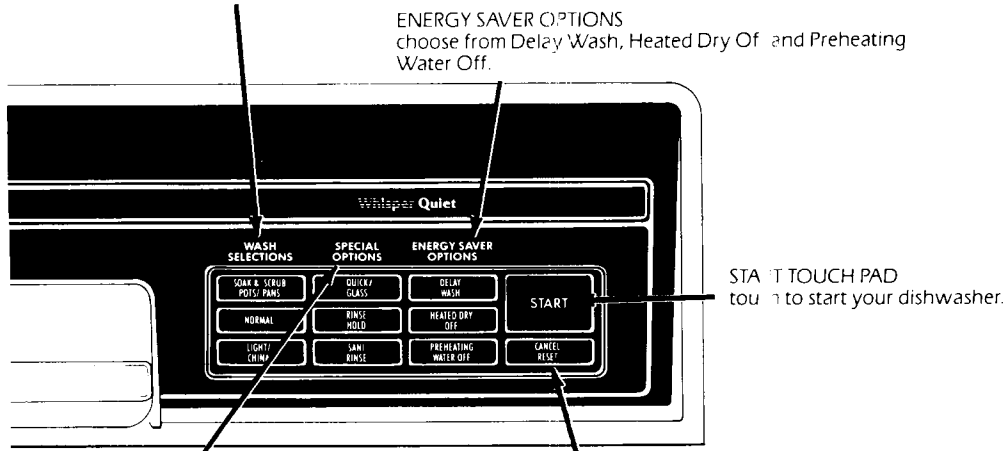 ENERGY SAVER OPTIONS
choose from Delay Wash, Heated Dry Of and Preheating
Water Off.
Whisper Quiet
WASH
SELECTIONS
SPECIAL
OPTIONS
ENERGY SAVER
OPTIONS
SOAK & SCRUB
POTS/PANS
QUICK/
GLASS
DELAY
WASH
START
NORMAL
RINSE
HOLD
HEATED DRY
OFF
LIGHT/
CHINA
SANI
RINSE
PREHEATING
WATER OFF
CANCEL
RESET
STA T TOUCH PAD
to start your dishwasher.